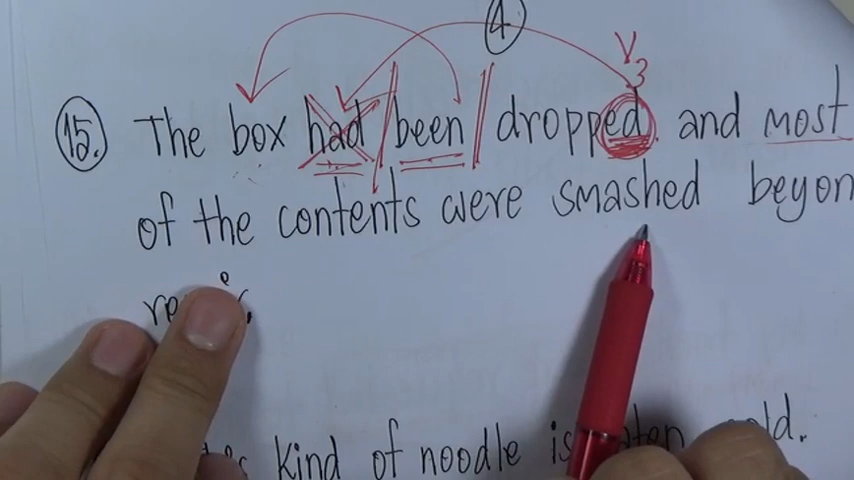 4.
V3
15. The box had been dropped and most
of the contents were smashed beyon
kind of noodle is